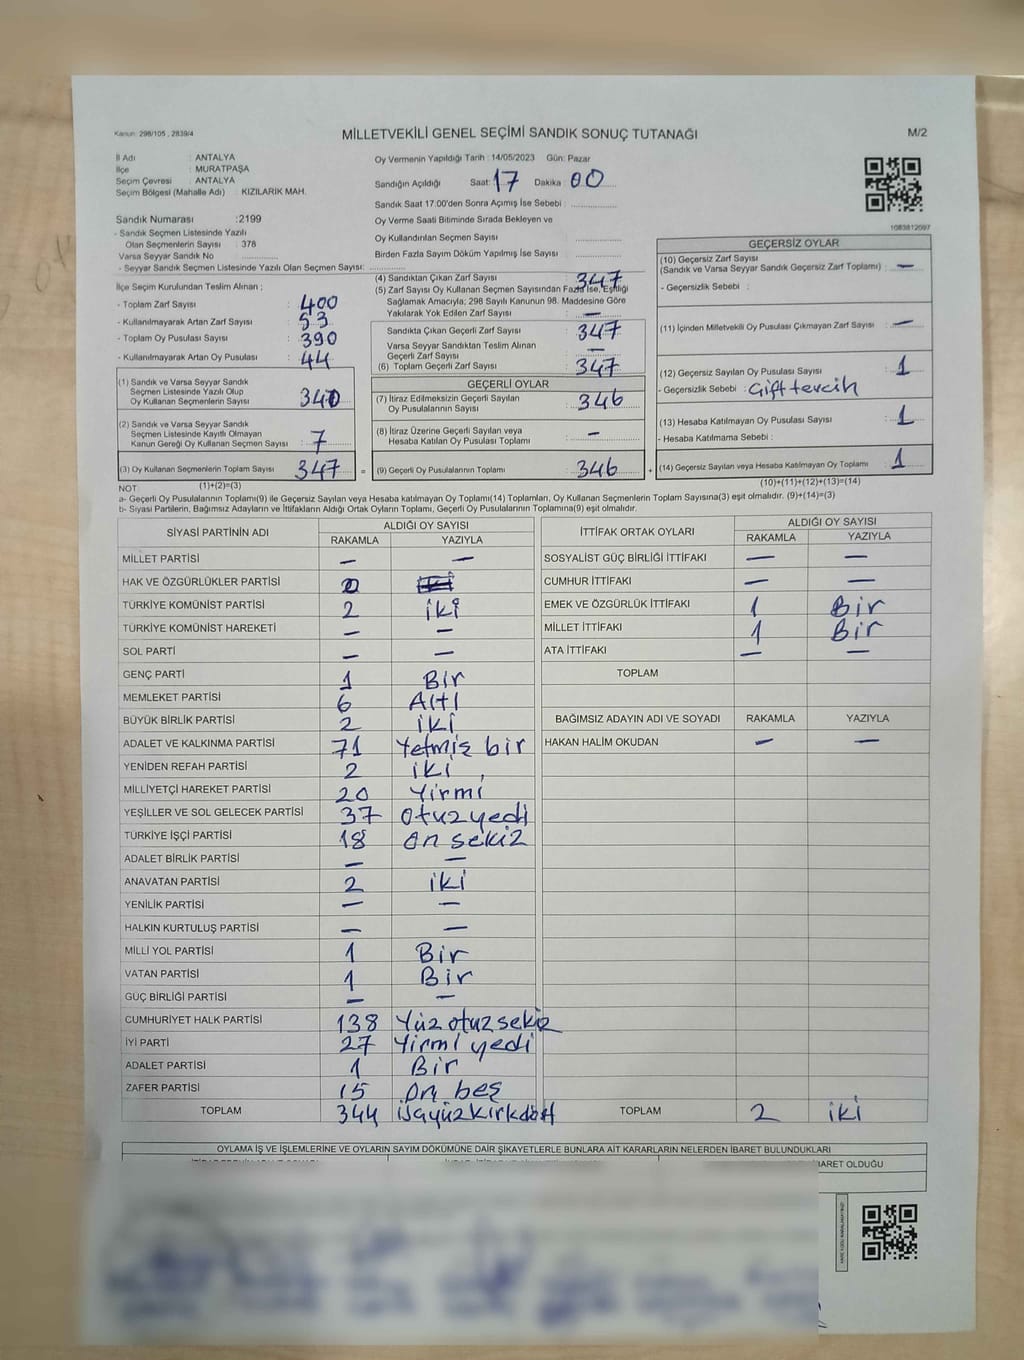 Kanun: 298/105 , 2839/4
MİLLETVEKİLİ GENEL SEÇİMİ SANDIK SONUÇ TUTANAĞI
M/2
İl Adı : ANTALYA
İlçe : MURATPAŞA
Seçim Çevresi : ANTALYA
Seçim Bölgesi (Mahalle Adı) : KIZILARIK MAH.
Oy Vermenin Yapıldığı Tarih : 14/05/2023 Gün: Pazar
Sandığın Açıldığı Saat: 17 Dakika 00
Sandık Saat 17.00'den Sonra Açımış İse Sebebi :
Sandık Numarası :2199
- Sandık Seçmen Listesinde Yazılı
Olan Seçmenlerin Sayısı : 378
Varsa Seyyar Sandık No
- Seyyar Sandık Seçmen Listesinde Yazılı Olan Seçmen Sayısı:
Oy Verme Saati Bitiminde Sırada Bekleyen ve
Oy Kullandırılan Seçmen Sayısı
Birden Fazla Sayım Döküm Yapılmış İse Sayısı
1083812097
İlçe Seçim Kurulundan Teslim Alınan ;
- Toplam Zarf Sayısı : 400
- Kullanılmayarak Artan Zarf Sayısı : 53
- Toplam Oy Pusulası Sayısı : 390
- Kullanılmayarak Artan Oy Pusulası : 44
(4) Sandıktan Çıkan Zarf Sayısı : 347
(5) Zarf Sayısı Oy Kullanan Seçmen Sayısından Fazla İse, Eşitliği
Sağlamak Amacıyla; 298 Sayılı Kanunun 98. Maddesine Göre
Yakılarak Yok Edilen Zarf Sayısı : —
Sandıkta Çıkan Geçerli Zarf Sayısı : 347
Varsa Seyyar Sandıktan Teslim Alınan
Geçerli Zarf Sayısı : —
(6) Toplam Geçerli Zarf Sayısı : 347
GEÇERSİZ OYLAR
(10) Geçersiz Zarf Sayısı
(Sandık ve Varsa Seyyar Sandık Geçersiz Zarf Toplamı) : —
- Geçersizlik Sebebi :
(11) İçinden Milletvekili Oy Pusulası Çıkmayan Zarf Sayısı : —
(12) Geçersiz Sayılan Oy Pusulası Sayısı : 1
- Geçersizlik Sebebi : Çift tercih
(13) Hesaba Katılmayan Oy Pusulası Sayısı : 1
- Hesaba Katılmama Sebebi :
(14) Geçersiz Sayılan veya Hesaba Katılmayan Oy Toplamı : 1
(10)+(11)+(12)+(13)=(14)
(1) Sandık ve Varsa Seyyar Sandık
Seçmen Listesinde Yazılı Olup
Oy Kullanan Seçmenlerin Sayısı : 340
(2) Sandık ve Varsa Seyyar Sandık
Seçmen Listesinde Kayıtlı Olmayan
Kanun Gereği Oy Kullanan Seçmen Sayısı : 7
(3) Oy Kullanan Seçmenlerin Toplam Sayısı : 347 =
GEÇERLİ OYLAR
(7) İtiraz Edilmeksizin Geçerli Sayılan
Oy Pusulalarının Sayısı : 346
(8) İtiraz Üzerine Geçerli Sayılan veya
Hesaba Katılan Oy Pusulası Toplamı : —
(9) Geçerli Oy Pusulalarının Toplamı : 346 +
NOT (1)+(2)=(3)
a- Geçerli Oy Pusulalarının Toplamı(9) ile Geçersiz Sayılan veya Hesaba katılmayan Oy Toplamı(14) Toplamları, Oy Kullanan Seçmenlerin Toplam Sayısına(3) eşit olmalıdır. (9)+(14)=(3)
b- Siyasi Partilerin, Bağımsız Adayların ve İttifakların Aldığı Ortak Oyların Toplamı, Geçerli Oy Pusulalarının Toplamına(9) eşit olmalıdır.
SİYASİ PARTİNİN ADI ALDIĞI OY SAYISI
RAKAMLA YAZIYLA
MİLLET PARTİSİ — —
HAK VE ÖZGÜRLÜKLER PARTİSİ
TÜRKİYE KOMÜNİST PARTİSİ 2 iki
TÜRKİYE KOMÜNİST HAREKETİ — —
SOL PARTİ — —
GENÇ PARTİ 1 Bir
MEMLEKET PARTİSİ 6 Altı
BÜYÜK BİRLİK PARTİSİ 2 iki
ADALET VE KALKINMA PARTİSİ 71 Yetmiş bir
YENİDEN REFAH PARTİSİ 2 iki
MİLLİYETÇİ HAREKET PARTİSİ 20 Yirmi
YEŞİLLER VE SOL GELECEK PARTİSİ 37 otuz yedi
TÜRKİYE İŞÇİ PARTİSİ 18 on sekiz
ADALET BİRLİK PARTİSİ — —
ANAVATAN PARTİSİ 2 iki
YENİLİK PARTİSİ — —
HALKIN KURTULUŞ PARTİSİ — —
MİLLİ YOL PARTİSİ 1 Bir
VATAN PARTİSİ 1 Bir
GÜÇ BİRLİĞİ PARTİSİ — —
CUMHURİYET HALK PARTİSİ 138 Yüz otuz sekiz
İYİ PARTİ 27 Yirmi yedi
ADALET PARTİSİ 1 Bir
ZAFER PARTİSİ 15 on beş
TOPLAM 344
İTTİFAK ORTAK OYLARI ALDIĞI OY SAYISI
RAKAMLA YAZIYLA
SOSYALİST GÜÇ BİRLİĞİ İTTİFAKI — —
CUMHUR İTTİFAKI — —
EMEK VE ÖZGÜRLÜK İTTİFAKI 1 Bir
MİLLET İTTİFAKI 1 Bir
ATA İTTİFAKI — —
TOPLAM
BAĞIMSIZ ADAYIN ADI VE SOYADI RAKAMLA YAZIYLA
HAKAN HALİM OKUDAN — —
TOPLAM 2 iki
OYLAMA İŞ VE İŞLEMLERİNE VE OYLARIN SAYIM DÖKÜMÜNE DAİR ŞİKAYETLERLE BUNLARA AİT KARARLARIN NELERDEN İBARET BULUNDUKLARI
İBARET OLDUĞU